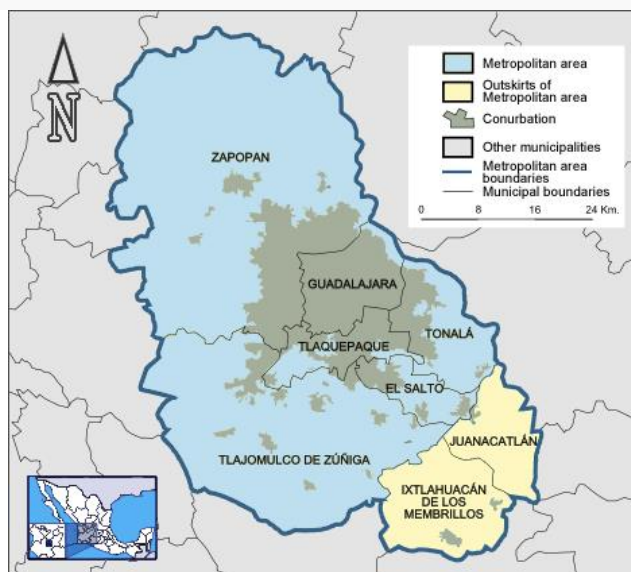 N
Metropolitan area
Outskirts of
Metropolitan area
Conurbation
Other municipalities
Metropolitan area
boundaries
Municipal boundaries
0 8 16 24 Km.
ZAPOPAN
GUADALAJARA
TONALÁ
TLAQUEPAQUE
EL SALTO
JUANACATLÁN
TLAJOMULCO DE ZÚÑIGA
IXTLAHUACÁN
DE LOS
MEMBRILLOS